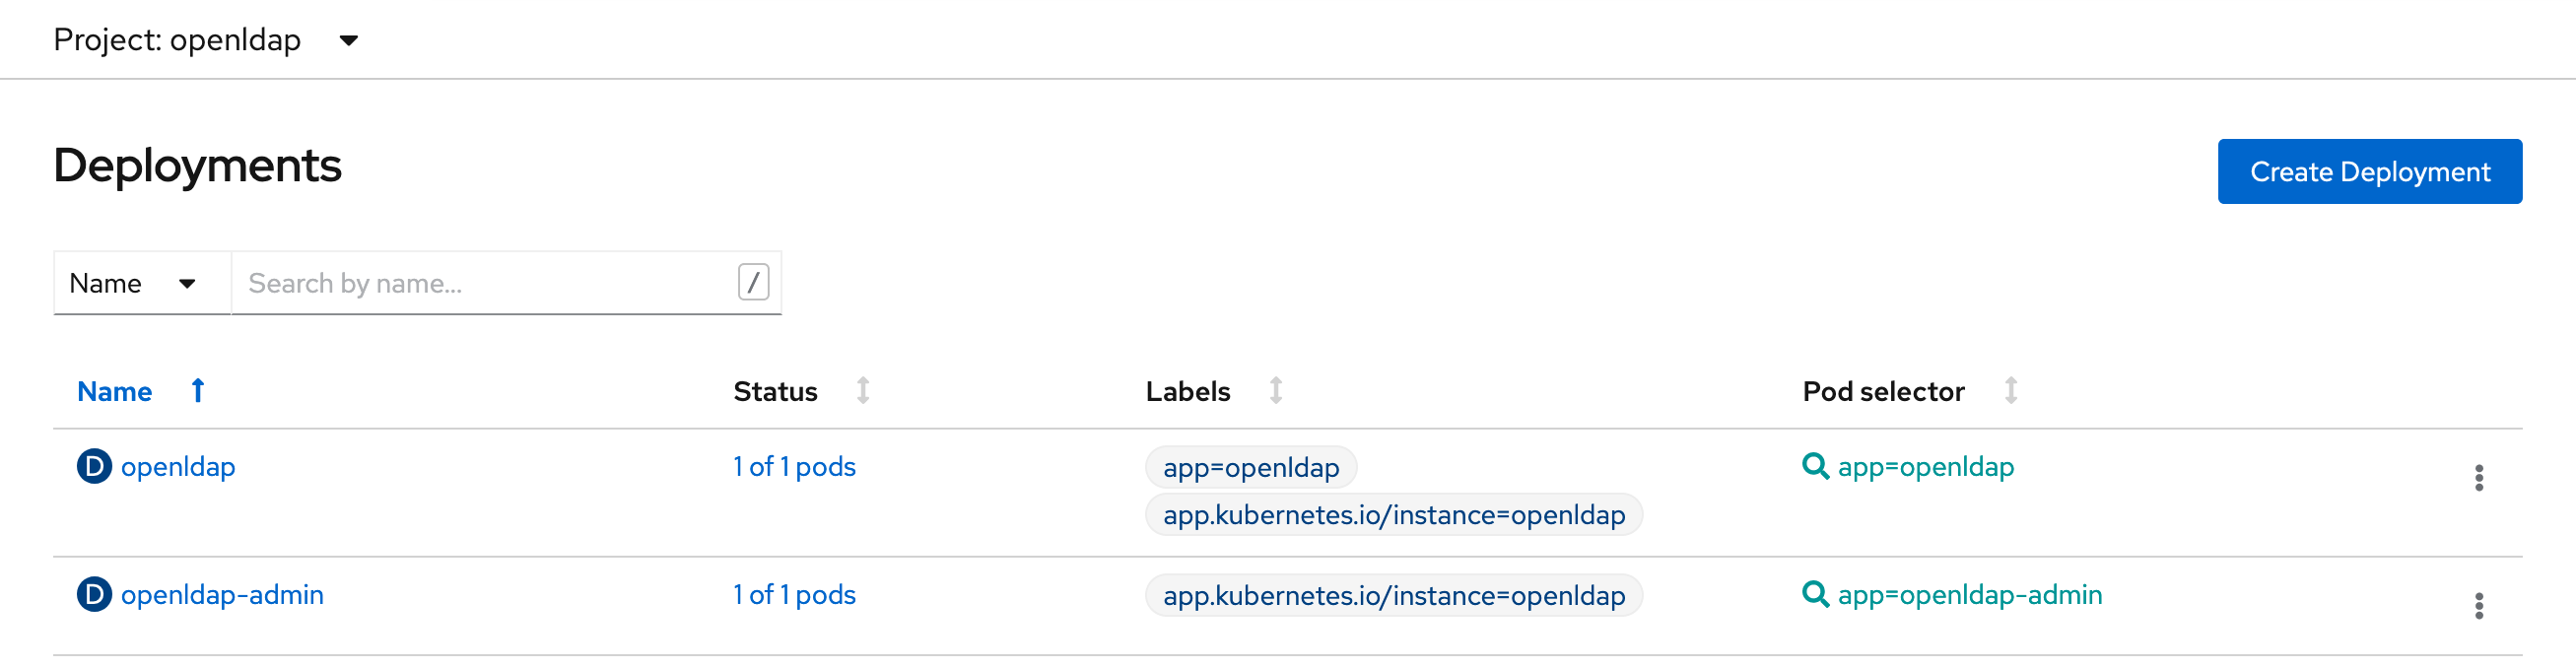 Project: openldap
Deployments
Create Deployment
Name Search by name... /
Name Status Labels Pod selector
D openldap 1 of 1 pods app=openldap app=openldap
app.kubernetes.io/instance=openldap
D openldap-admin 1 of 1 pods app.kubernetes.io/instance=openldap app=openldap-admin